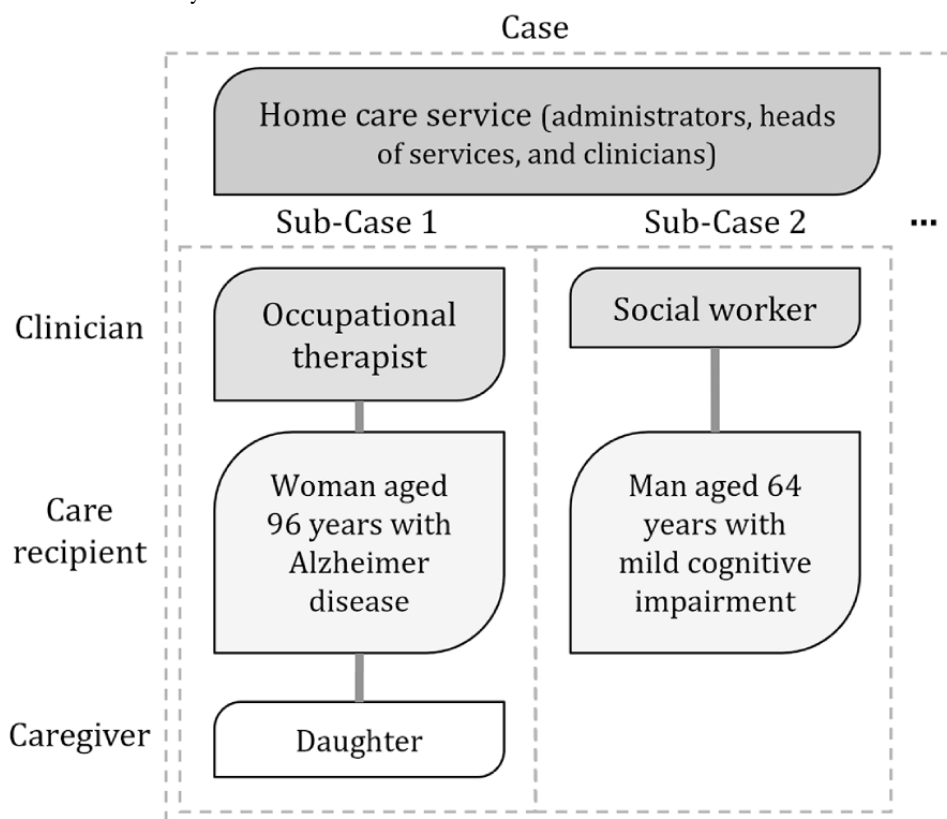 Case
Home care service (administrators, heads
of services, and clinicians)
Sub-Case 1
Sub-Case 2
...
Clinician
Occupational
therapist
Social worker
Care
recipient
Woman aged
96 years with
Alzheimer
disease
Man aged 64
years with
mild cognitive
impairment
Caregiver
Daughter